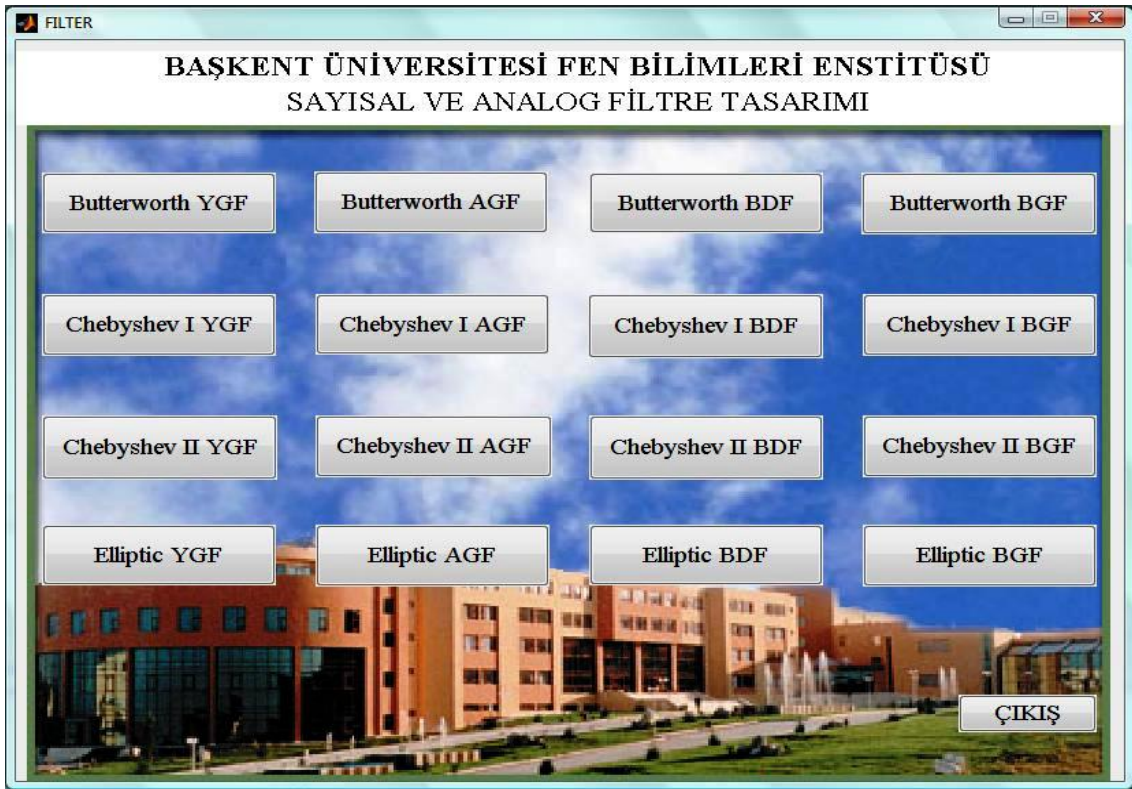 FILTER
BAŞKENT ÜNİVERSİTESİ FEN BİLİMLERİ ENSTİTÜSÜ
SAYISAL VE ANALOG FİLTRE TASARIMI
Butterworth YGF Butterworth AGF Butterworth BDF Butterworth BGF
Chebyshev I YGF Chebyshev I AGF Chebyshev I BDF Chebyshev I BGF
Chebyshev II YGF Chebyshev II AGF Chebyshev II BDF Chebyshev II BGF
Elliptic YGF Elliptic AGF Elliptic BDF Elliptic BGF
ÇIKIŞ